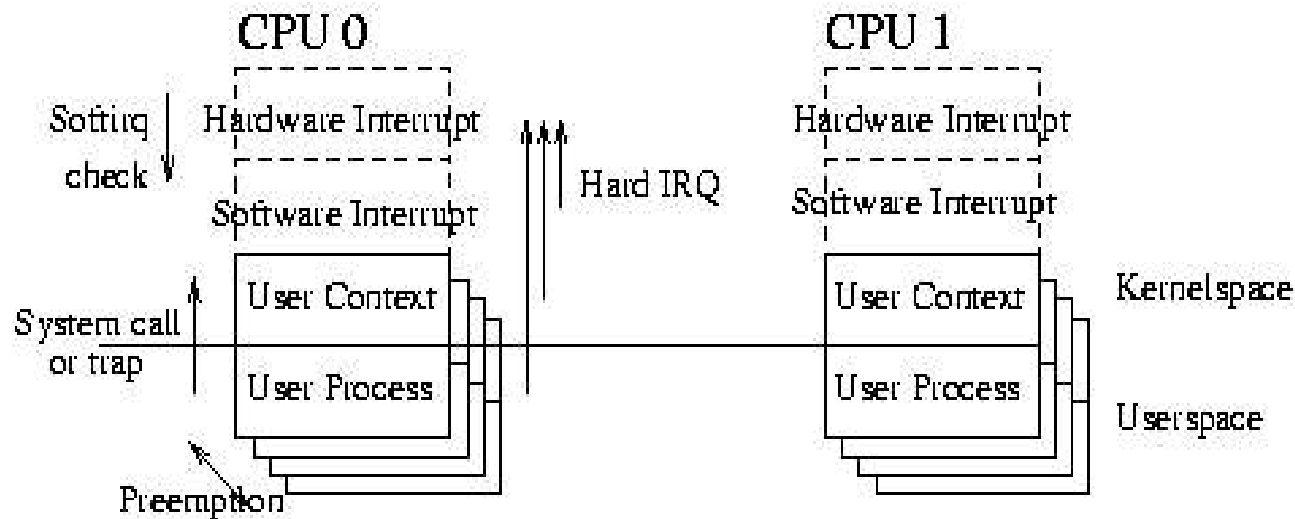 CPU 0
CPU 1
Softirq
check
Hardware Interrupt
Hardware Interrupt
Hard IRQ
Software Interrupt
Software Interrupt
User Context
User Context
Kernelspace
System call
or trap
User Process
User Process
Userspace
Preemption